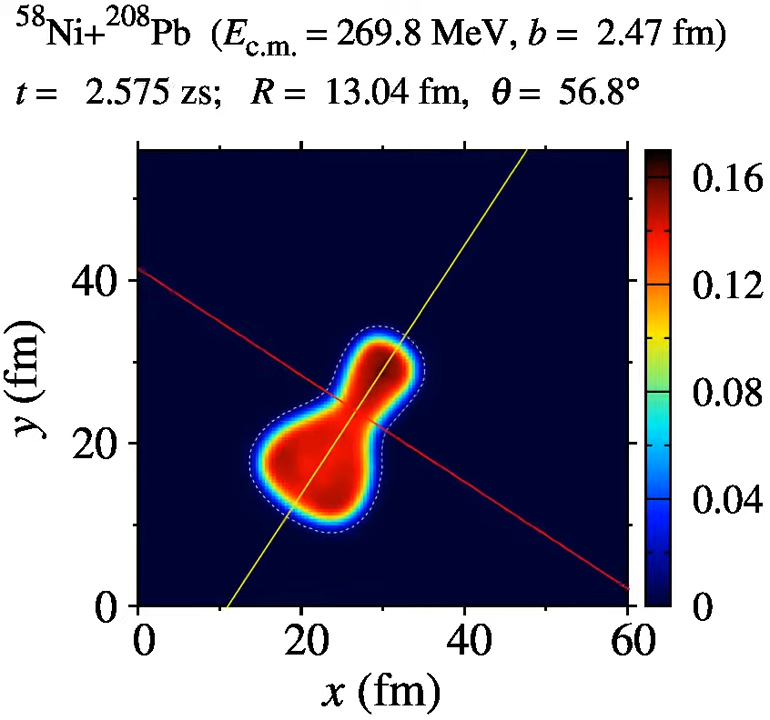 ⁵⁸Ni+²⁰⁸Pb (E_c.m. = 269.8 MeV, b = 2.47 fm)
t = 2.575 zs; R = 13.04 fm, θ = 56.8°
0.16
0.12
0.08
0.04
0
40
20
0
y (fm)
0 20 40 60
x (fm)